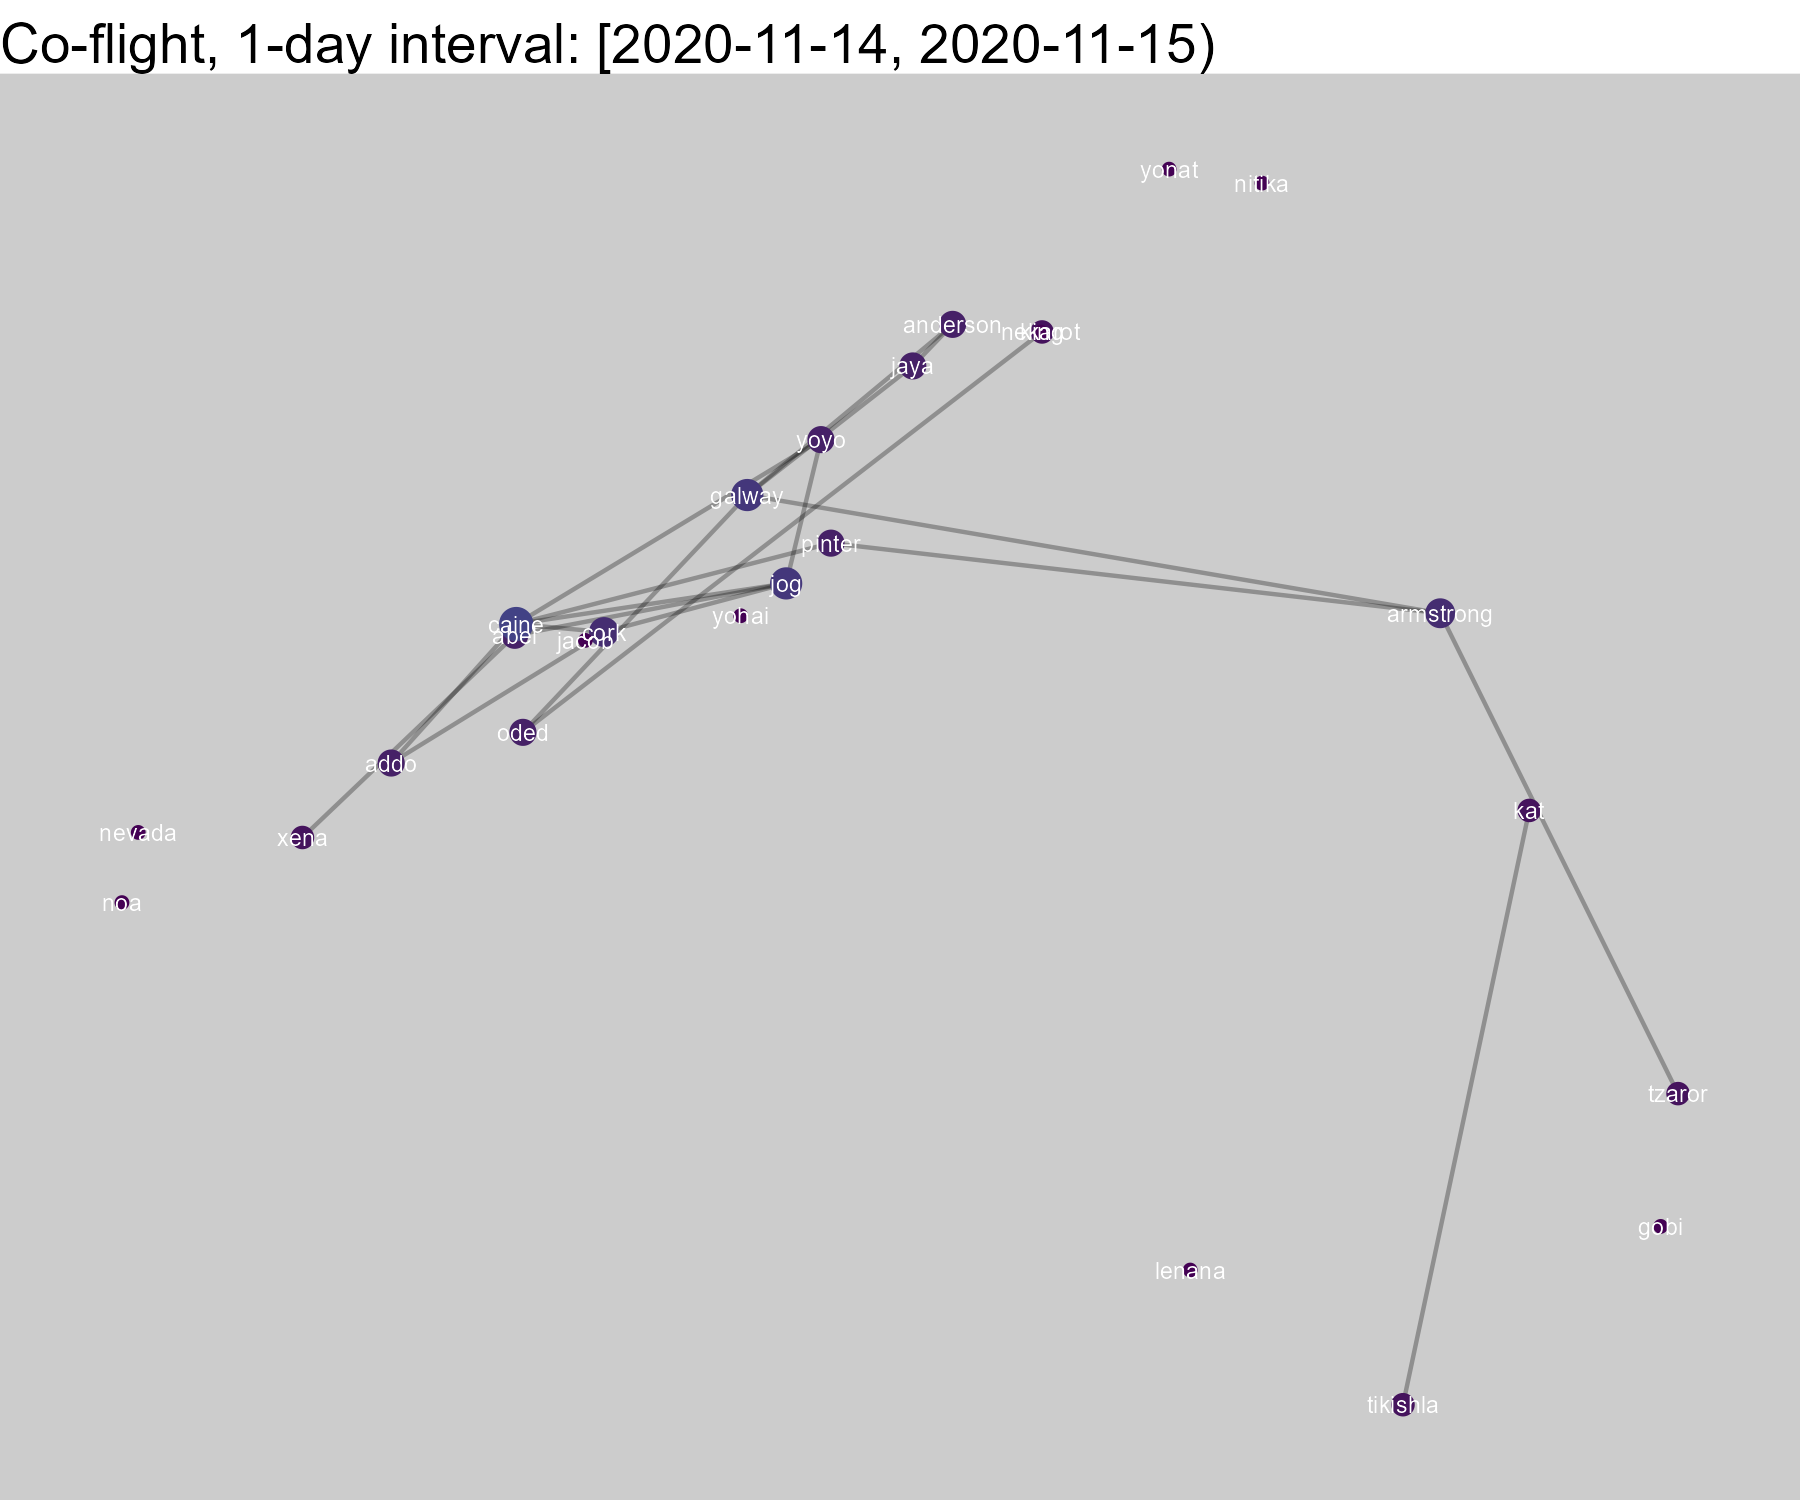 Co-flight, 1-day interval: [2020-11-14, 2020-11-15)
yonat
nitika
anderson
jaya
yoyo
galway
pinter
jog
armstrong
yohai
caine
abel
cork
jacob
oded
addo
kat
nevada
xena
noa
tzaror
gobi
lenana
tikishla